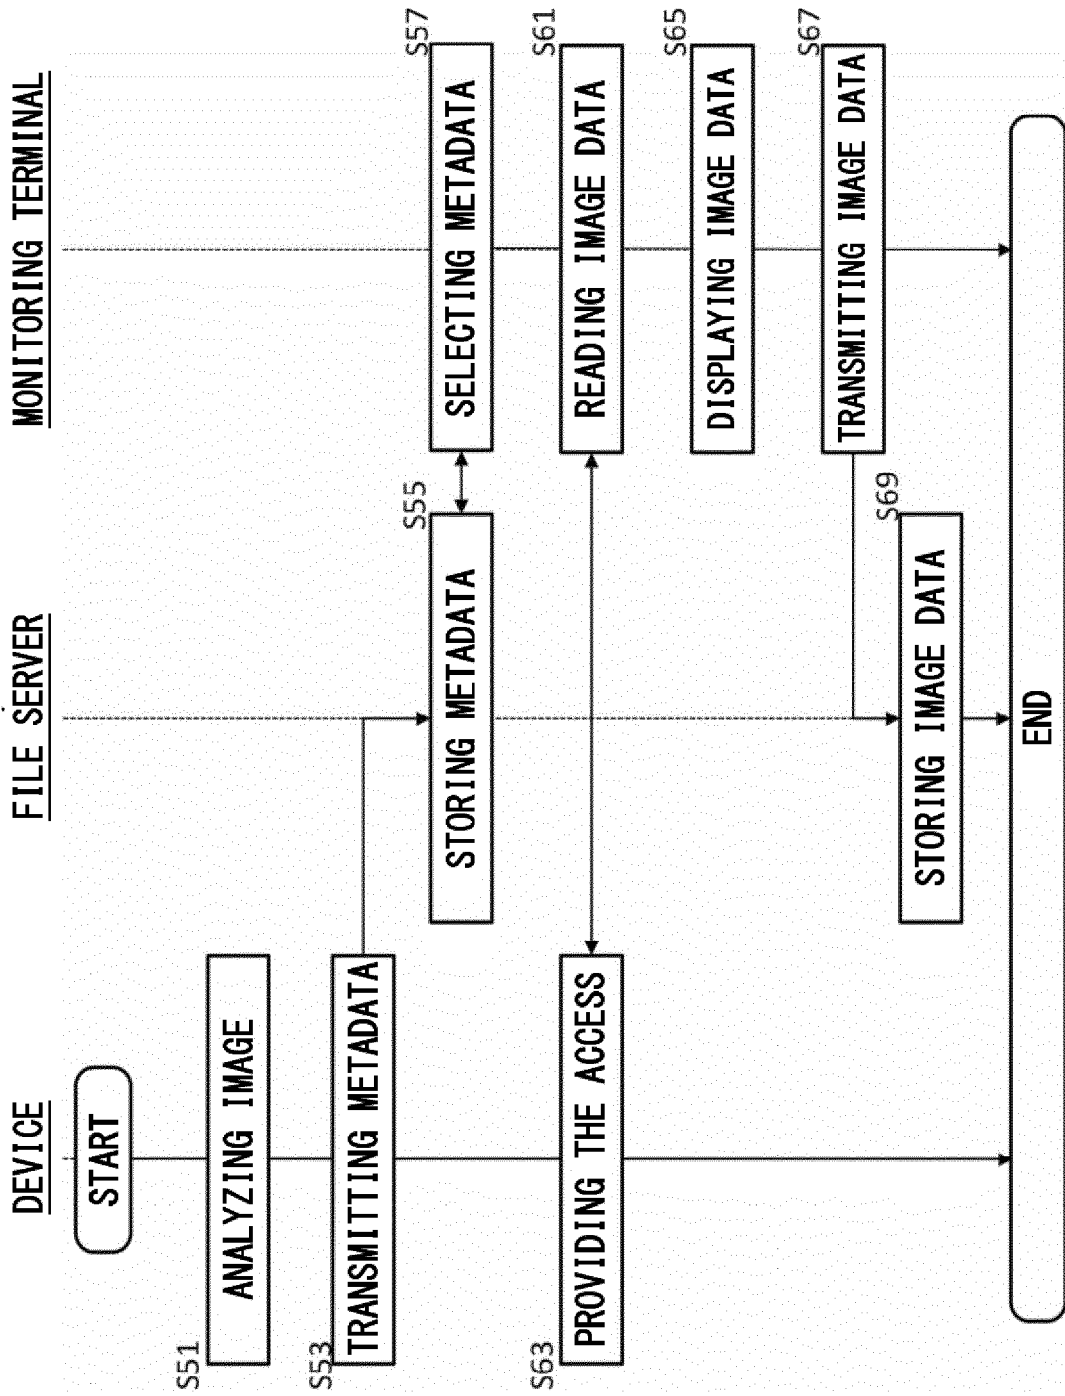 DEVICE
FILE SERVER
MONITORING TERMINAL
START
S51
ANALYZING IMAGE
S53
TRANSMITTING METADATA
S55
STORING METADATA
S57
SELECTING METADATA
S61
READING IMAGE DATA
S63
PROVIDING THE ACCESS
S65
DISPLAYING IMAGE DATA
S67
TRANSMITTING IMAGE DATA
S69
STORING IMAGE DATA
END